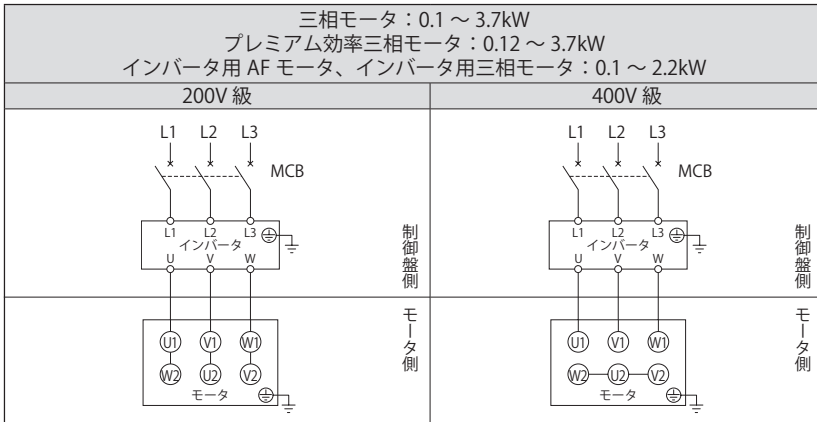 三相モータ：0.1 ～ 3.7kW
プレミアム効率三相モータ：0.12 ～ 3.7kW
インバータ用 AF モータ、インバータ用三相モータ：0.1 ～ 2.2kW
200V 級
400V 級
L1 L2 L3
MCB
L1 L2 L3
インバータ
U V W
制御盤側
U1 V1 W1
W2 U2 V2
モータ
モータ側
L1 L2 L3
MCB
L1 L2 L3
インバータ
U V W
制御盤側
U1 V1 W1
W2 U2 V2
モータ
モータ側